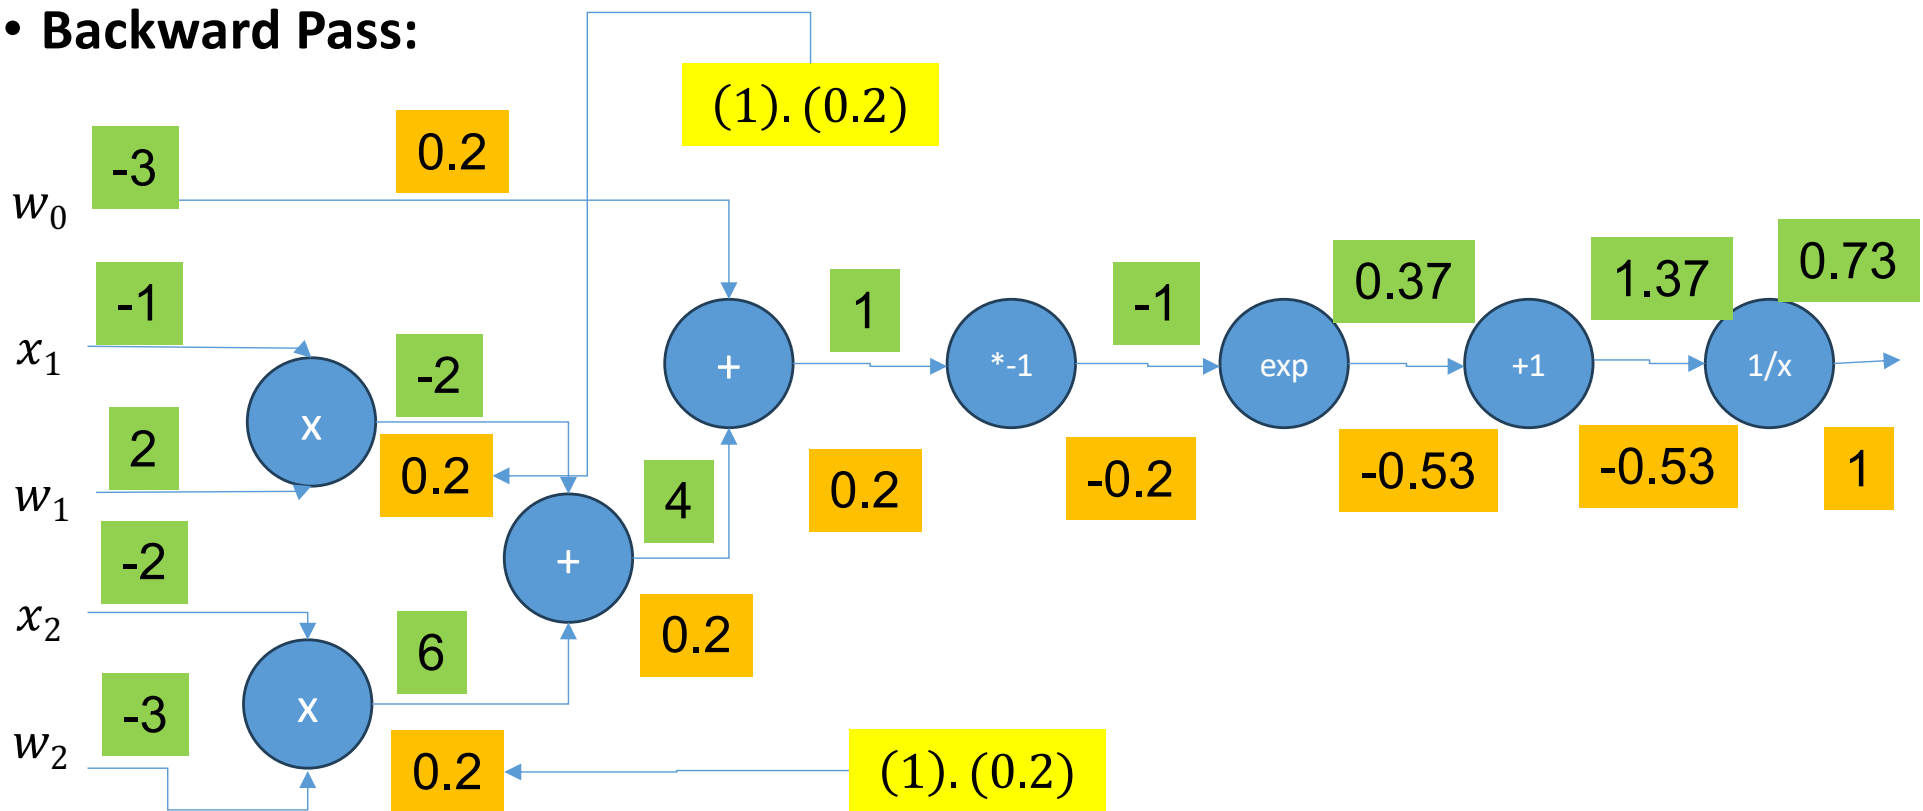 • Backward Pass:
(1). (0.2)
-3
0.2
w₀
-1
x₁
2
w₁
x
-2
0.2
-2
x₂
-3
w₂
x
6
0.2
+
4
0.2
+
1
0.2
*-1
-1
-0.2
exp
0.37
-0.53
+1
1.37
-0.53
1/x
0.73
1
(1). (0.2)